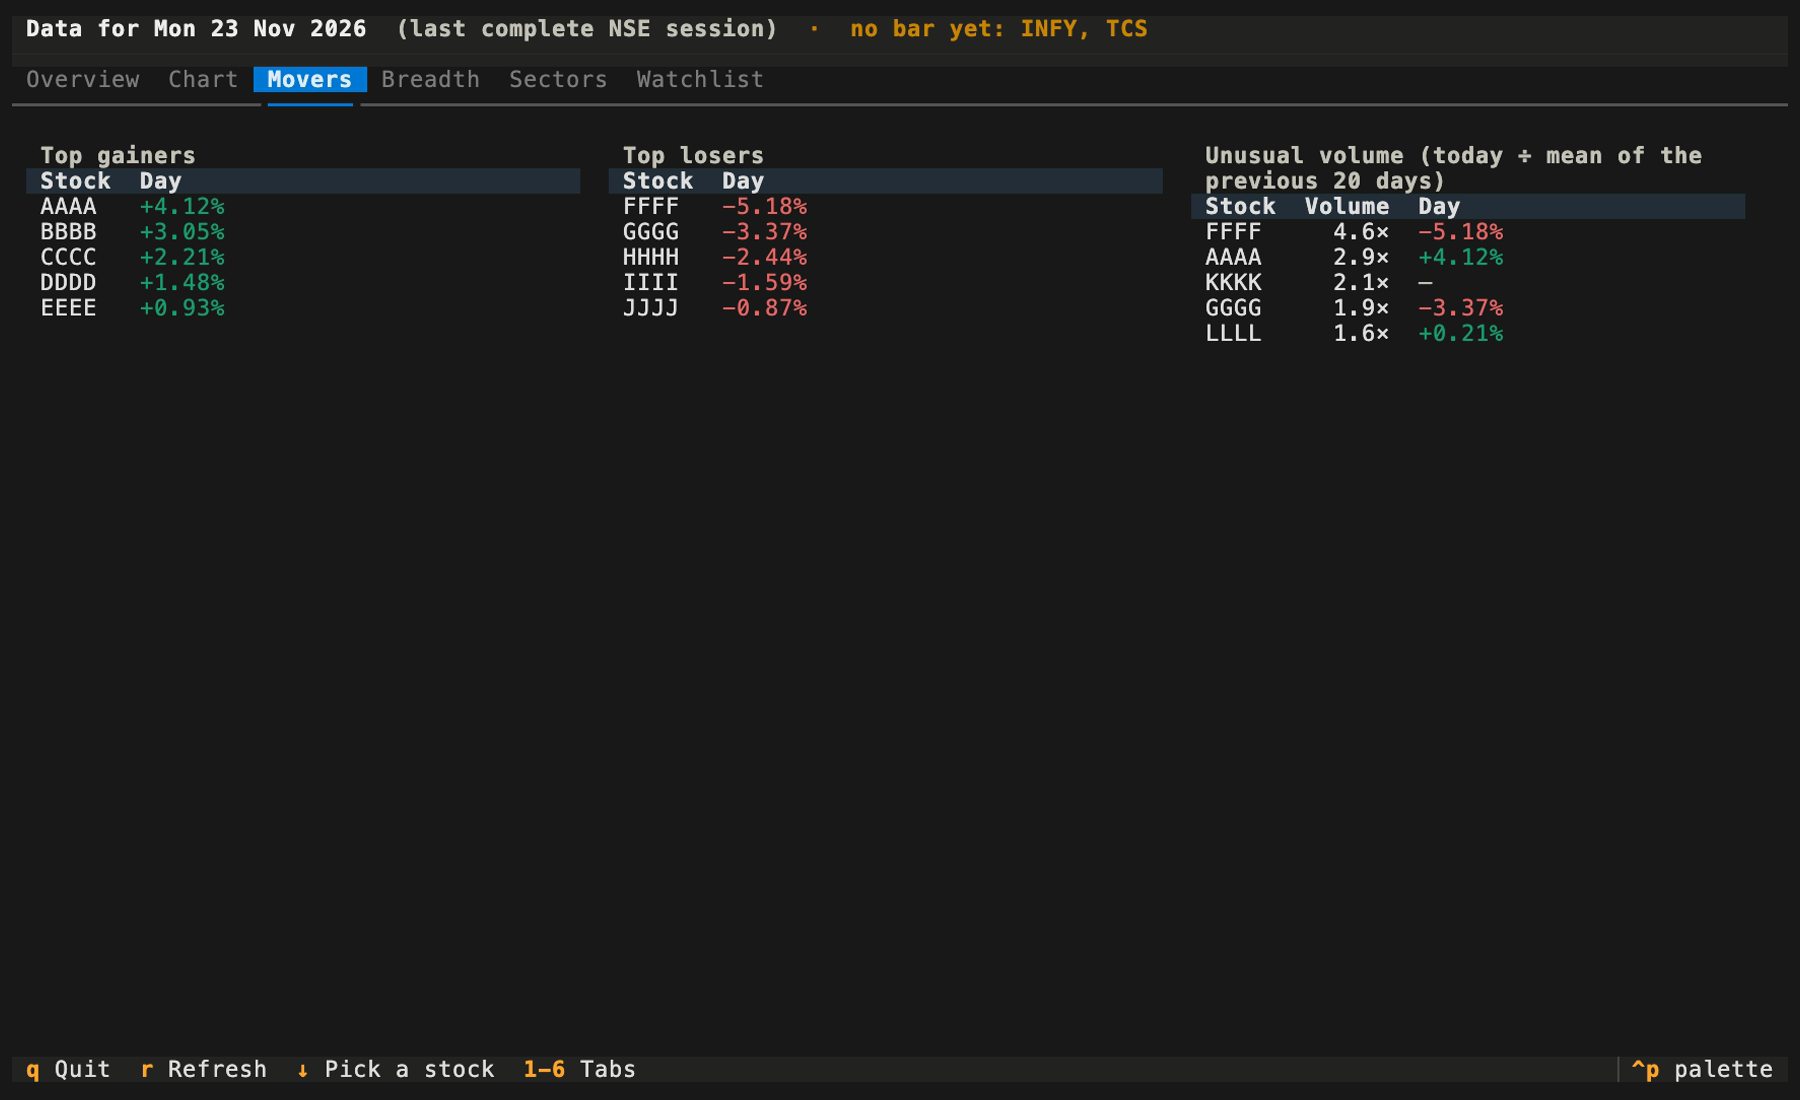 Data for Mon 23 Nov 2026 (last complete NSE session) · no bar yet: INFY, TCS
Overview Chart Movers Breadth Sectors Watchlist
Top gainers
Stock Day
AAAA +4.12%
BBBB +3.05%
CCCC +2.21%
DDDD +1.48%
EEEE +0.93%
Top losers
Stock Day
FFFF −5.18%
GGGG −3.37%
HHHH −2.44%
IIII −1.59%
JJJJ −0.87%
Unusual volume (today ÷ mean of the
previous 20 days)
Stock Volume Day
FFFF 4.6× −5.18%
AAAA 2.9× +4.12%
KKKK 2.1× —
GGGG 1.9× −3.37%
LLLL 1.6× +0.21%
q Quit r Refresh ↓ Pick a stock 1–6 Tabs ^p palette